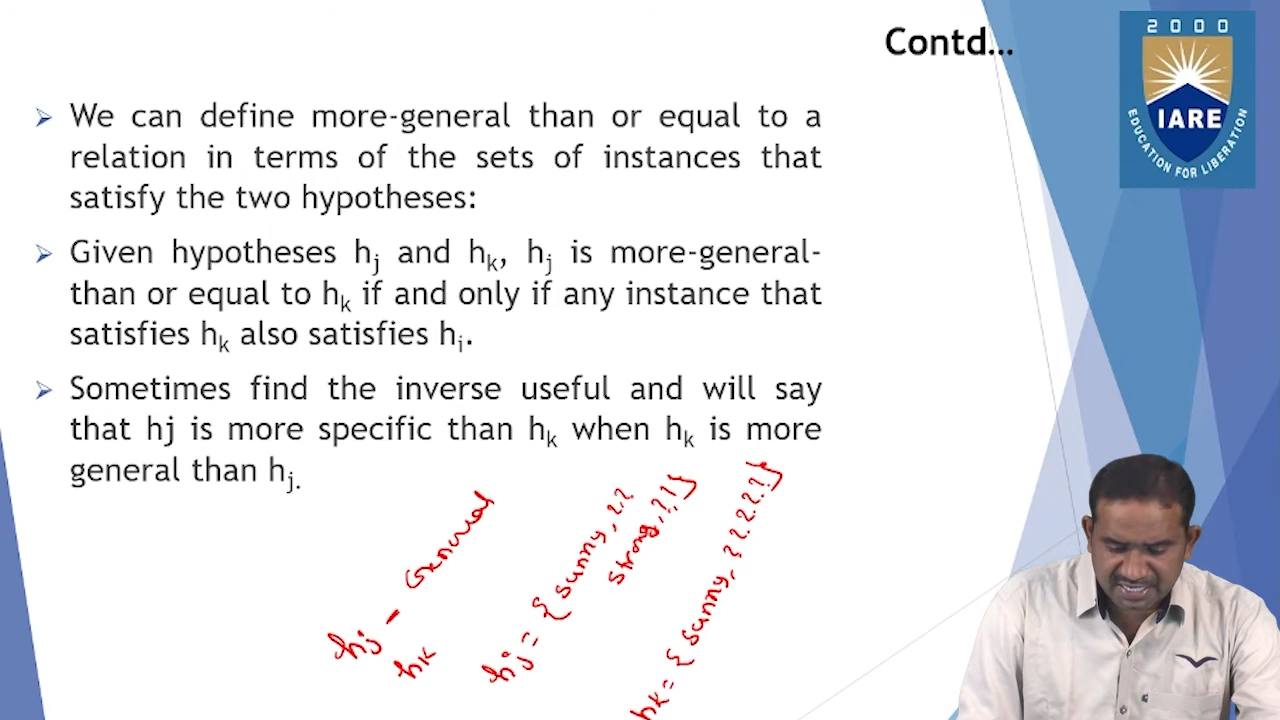 Contd...
2000
IARE
EDUCATION FOR LIBERATION
We can define more-general than or equal to a
relation in terms of the sets of instances that
satisfy the two hypotheses:
Given hypotheses hj and hk, hj is more-general-
than or equal to hk if and only if any instance that
satisfies hk also satisfies hj.
Sometimes find the inverse useful and will say
that hj is more specific than hk when hk is more
general than hj.
hj - General
hk
hj = {sunny, ??
strong, ?,?}
hk = {sunny, ? ?. ?. ?. ?}